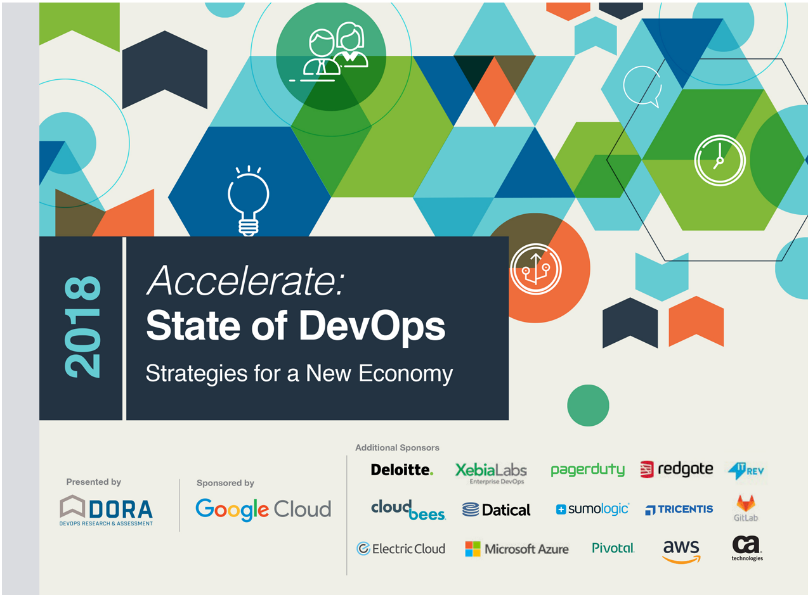 2018
Accelerate:
State of DevOps
Strategies for a New Economy
Presented by
DORA
DEVOPS RESEARCH & ASSESSMENT
Sponsored by
Google Cloud
Additional Sponsors
Deloitte.
XebiaLabs
Enterprise DevOps
pagerduty
redgate
IT REV
cloudbees
Datical
sumologic
TRICENTIS
GitLab
Electric Cloud
Microsoft Azure
Pivotal
aws
ca
technologies